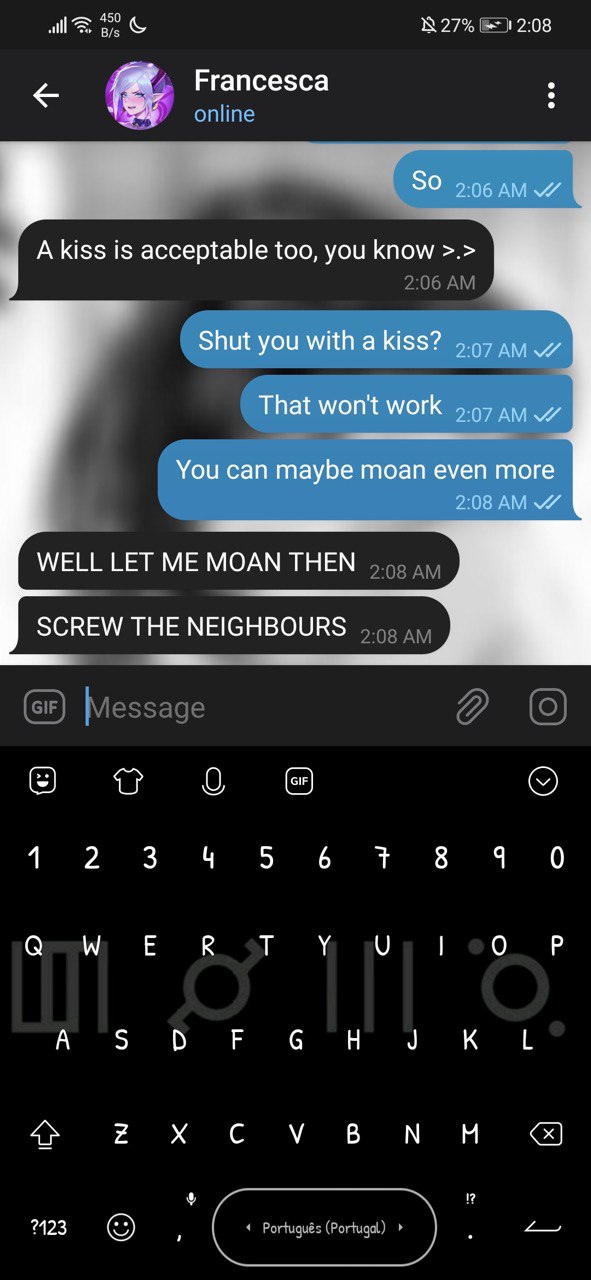 450
B/s
27%
2:08
Francesca
online
So 2:06 AM
A kiss is acceptable too, you know >.>
2:06 AM
Shut you with a kiss? 2:07 AM
That won't work 2:07 AM
You can maybe moan even more
2:08 AM
WELL LET ME MOAN THEN 2:08 AM
SCREW THE NEIGHBOURS 2:08 AM
GIF Message
GIF
1 2 3 4 5 6 7 8 9 0
Q W E R T Y U I O P
A S D F G H J K L
Z X C V B N M
!?
?123 , Português (Portugal) .